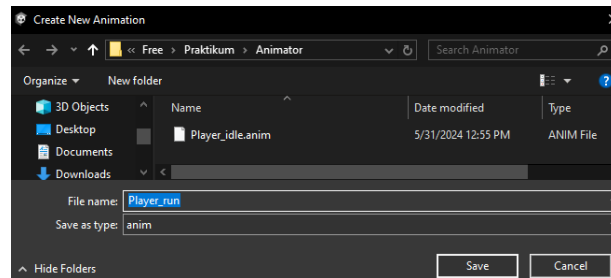 Create New Animation
« Free > Praktikum > Animator
Search Animator
Organize
New folder
3D Objects
Desktop
Documents
Downloads
Name
Date modified
Type
Player_idle.anim
5/31/2024 12:55 PM
ANIM File
File name: Player_run
Save as type: anim
Hide Folders
Save
Cancel